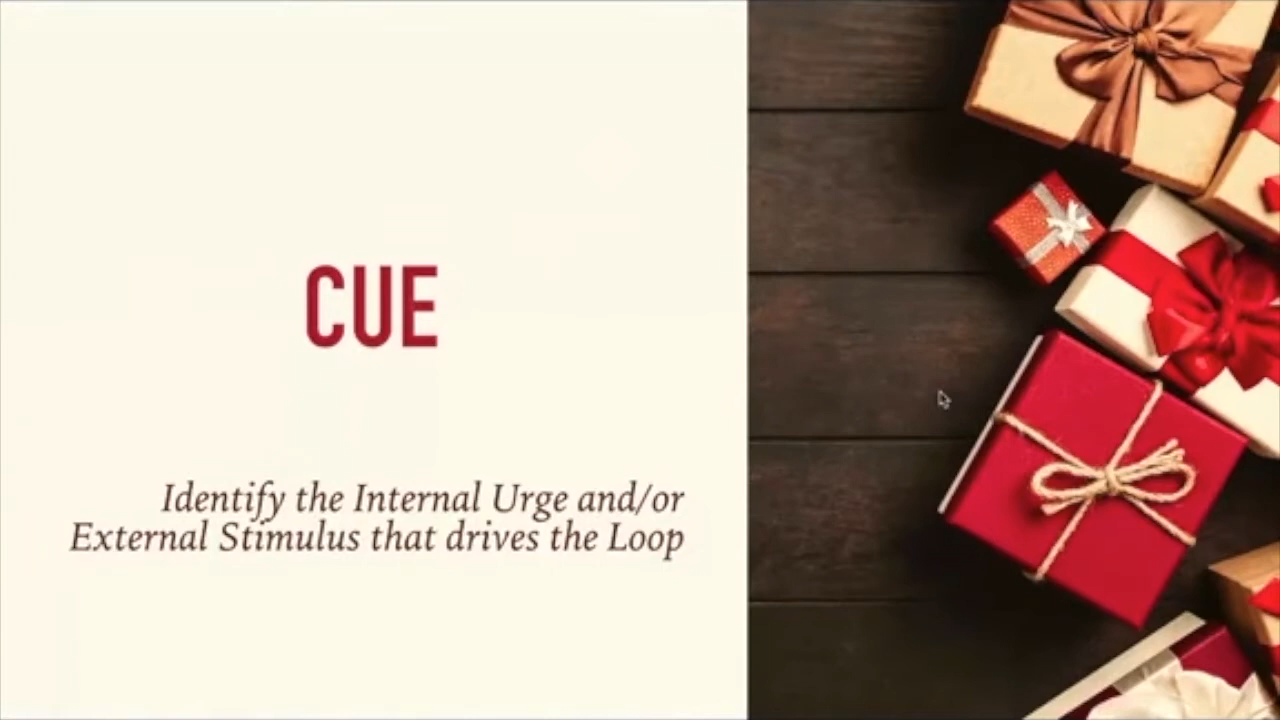 CUE
Identify the Internal Urge and/or
External Stimulus that drives the Loop